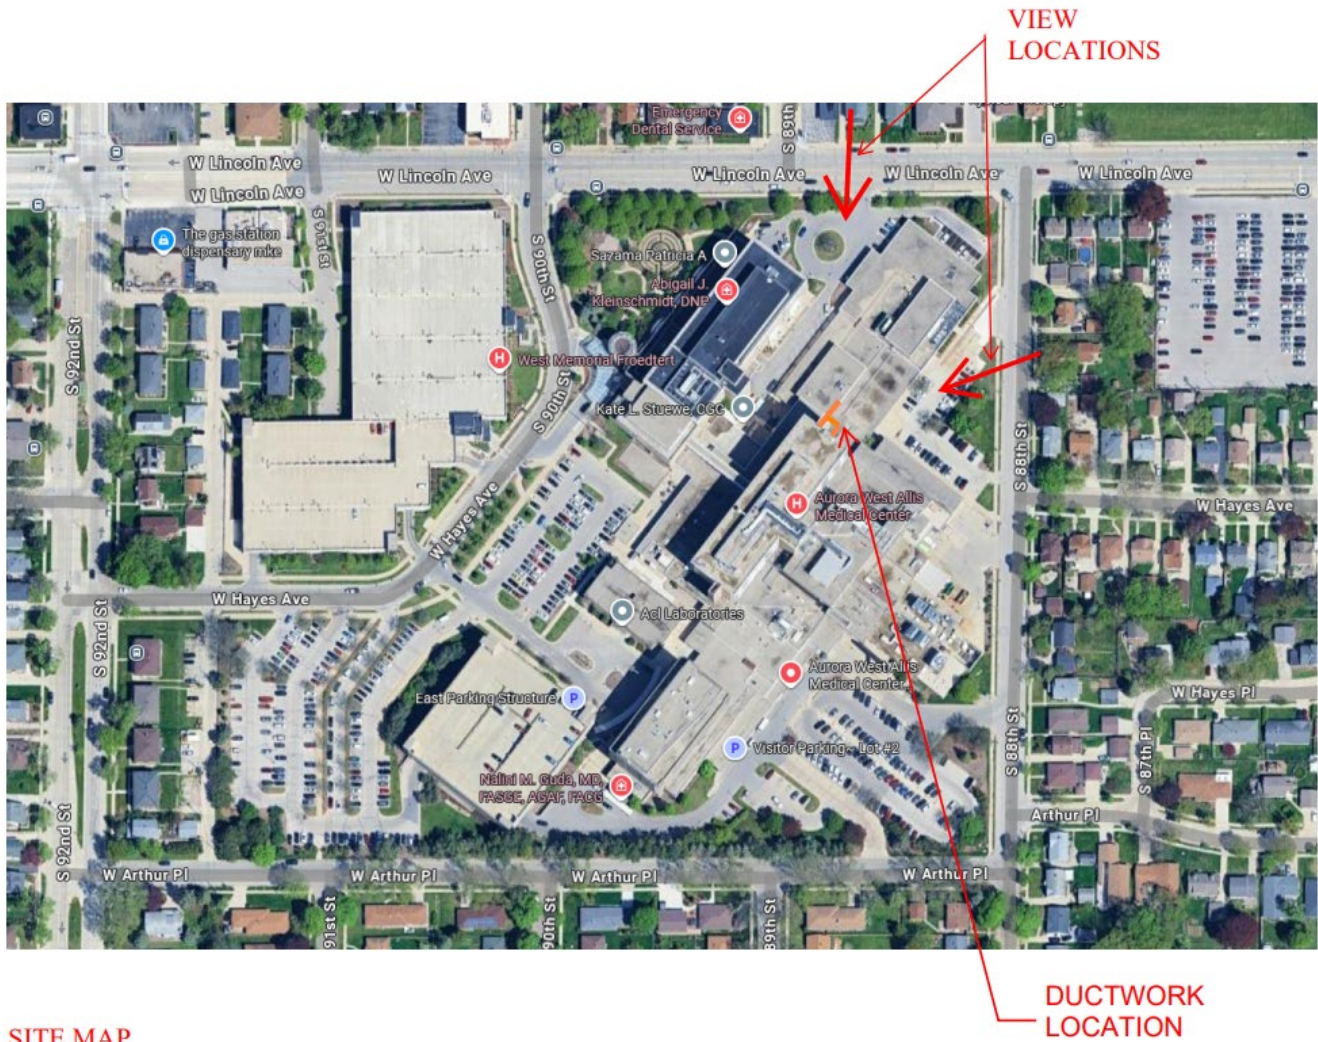 VIEW
LOCATIONS
Emergency
Dental Service
S 89th
W Lincoln Ave
W Lincoln Ave
W Lincoln Ave
W Lincoln Ave
W Lincoln Ave
W Lincoln Ave
The gas station
dispensary mke
S 91st St
S 90th St
Sazama Patricia A
Abigail J.
Kleinschmidt, DNP
S 92nd St
H
West Memorial Froedtert
S 90th St
Kate L. Stuewe, CGC
S 88th St
H
Aurora West Allis
Medical Center
W Hayes Ave
W Hayes Ave
W Hayes Ave
S 92nd St
Acl Laboratories
Aurora West Allis
Medical Center
W Hayes Pl
East Parking Structure
P
P
Visitor Parking- Lot #2
S 88th St
S 87th Pl
Nalini M. Guda, MD,
FASGE, AGAF, FACG
Arthur Pl
S 92nd St
W Arthur Pl
W Arthur Pl
W Arthur Pl
W Arthur Pl
91st St
90th St
89th St
DUCTWORK
LOCATION
SITE MAP